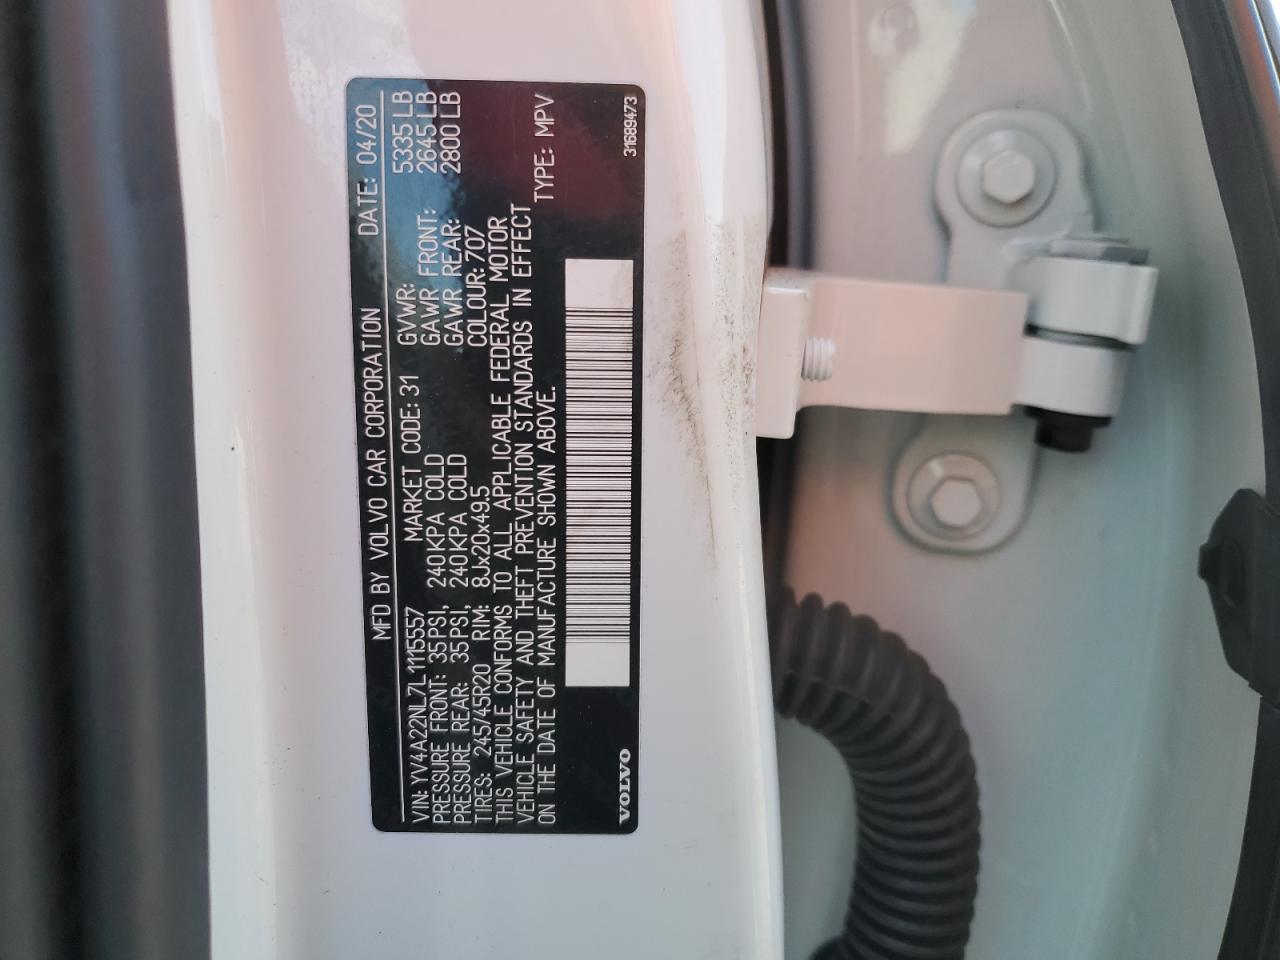 MFD BY VOLVO CAR CORPORATION DATE: 04/20
VIN: YV4A22NL7L1115557 MARKET CODE: 31 GVWR: 5335 LB
PRESSURE FRONT: 35PSI, 240KPA COLD GAWR FRONT: 2645 LB
PRESSURE REAR: 35PSI, 240KPA COLD GAWR REAR: 2800 LB
TIRES: 245/45R20 RIM: 8Jx20x49.5 COLOUR: 707
THIS VEHICLE CONFORMS TO ALL APPLICABLE FEDERAL MOTOR
VEHICLE SAFETY AND THEFT PREVENTION STANDARDS IN EFFECT
ON THE DATE OF MANUFACTURE SHOWN ABOVE. TYPE: MPV
VOLVO 31689473